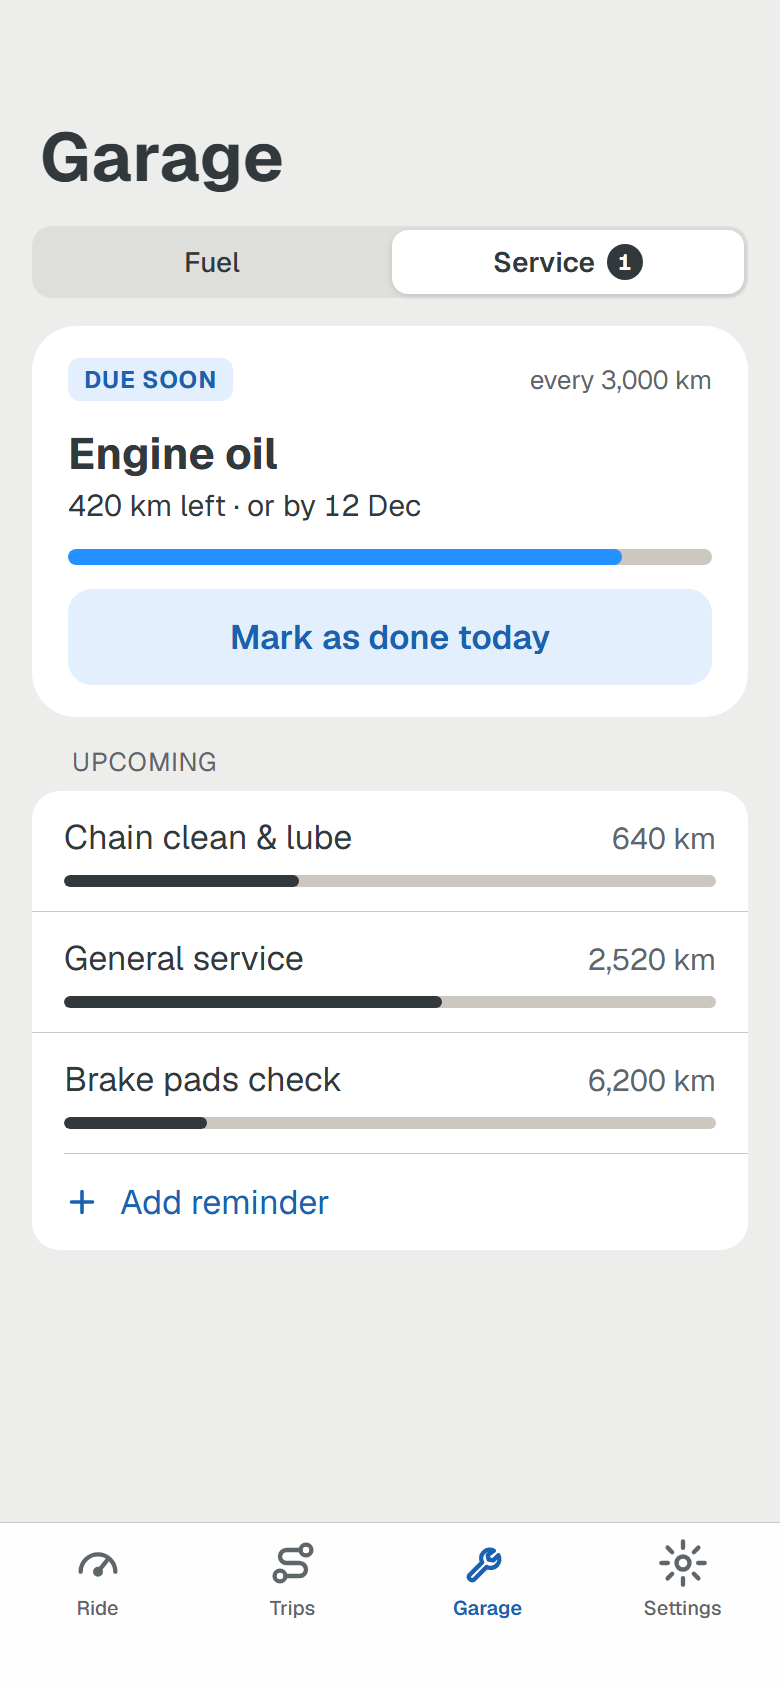 Garage
Fuel
Service 1
DUE SOON
every 3,000 km
Engine oil
420 km left · or by 12 Dec
Mark as done today
UPCOMING
Chain clean & lube
640 km
General service
2,520 km
Brake pads check
6,200 km
+ Add reminder
Ride
Trips
Garage
Settings